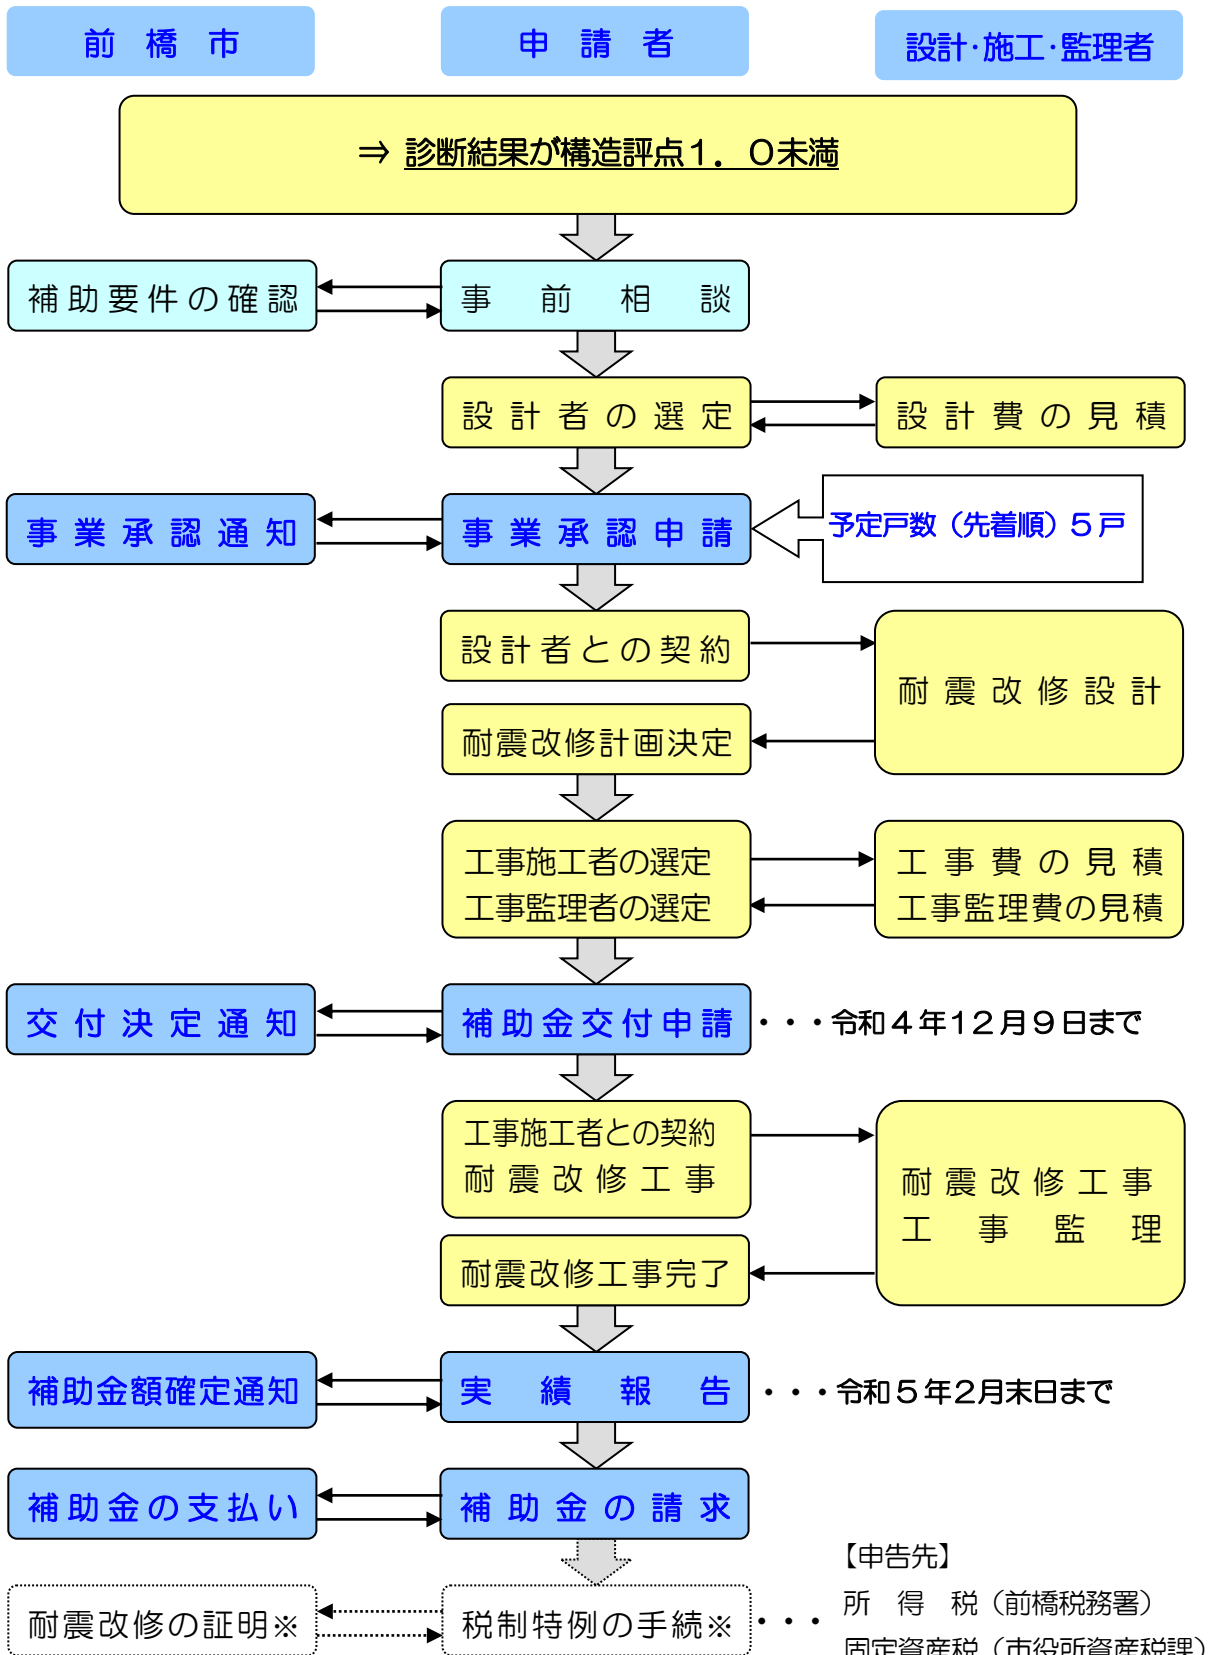 前橋市
申請者
設計・施工・監理者
⇒ 診断結果が構造評点１．０未満
補助要件の確認
事前相談
設計者の選定
設計費の見積
事業承認通知
事業承認申請
予定戸数（先着順）５戸
設計者との契約
耐震改修設計
耐震改修計画決定
工事施工者の選定
工事監理者の選定
工事費の見積
工事監理費の見積
交付決定通知
補助金交付申請
・・・令和４年１２月９日まで
工事施工者との契約
耐震改修工事
耐震改修工事
工事監理
耐震改修工事完了
補助金額確定通知
実績報告
・・・令和５年２月末日まで
補助金の支払い
補助金の請求
耐震改修の証明※
税制特例の手続※
・・・
【申告先】
所得税（前橋税務署）
固定資産税（市役所資産税課）